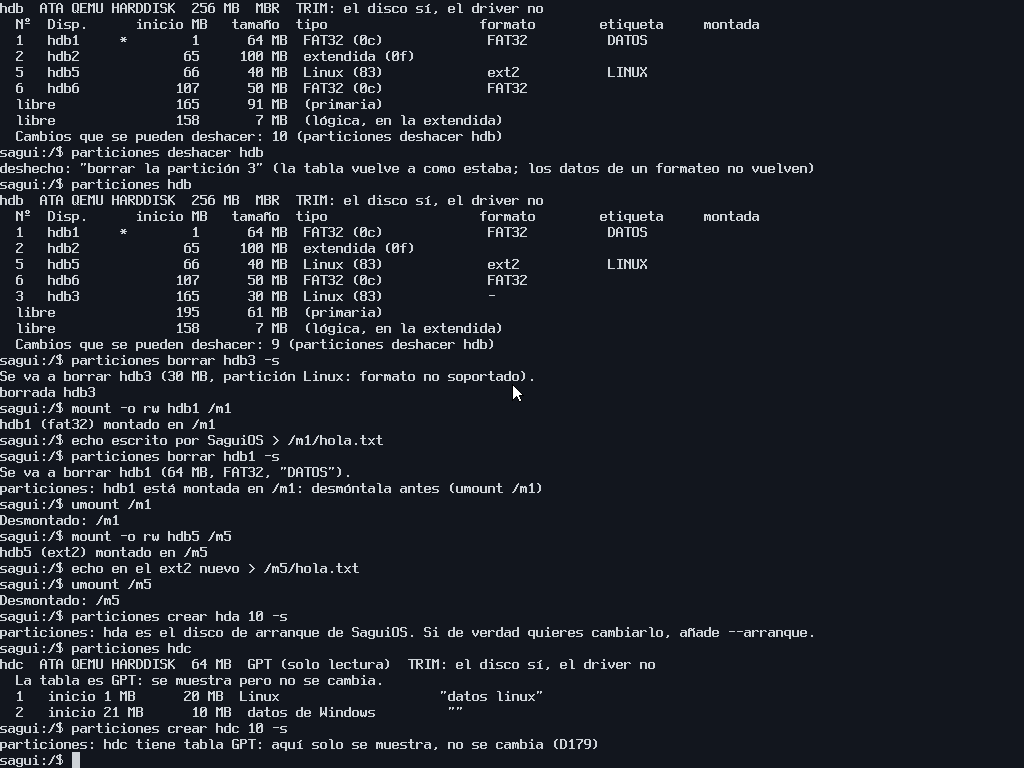 hdb  ATA QEMU HARDDISK  256 MB  MBR  TRIM: el disco sí, el driver no
  Nº   Disp.      inicio MB   tamaño  tipo                   formato        etiqueta     montada
  1   hdb1     *        1      64 MB  FAT32 (0c)             FAT32          DATOS
  2   hdb2             65     100 MB  extendida (0f)
  5   hdb5             66      40 MB  Linux (83)             ext2           LINUX
  6   hdb6            107      50 MB  FAT32 (0c)             FAT32
  libre               165      91 MB  (primaria)
  libre               158       7 MB  (lógica, en la extendida)
  Cambios que se pueden deshacer: 10 (particiones deshacer hdb)
sagui:/$ particiones deshacer hdb
deshecho: "borrar la partición 3" (la tabla vuelve a como estaba; los datos de un formateo no vuelven)
sagui:/$ particiones hdb
hdb  ATA QEMU HARDDISK  256 MB  MBR  TRIM: el disco sí, el driver no
  Nº   Disp.      inicio MB   tamaño  tipo                   formato        etiqueta     montada
  1   hdb1     *        1      64 MB  FAT32 (0c)             FAT32          DATOS
  2   hdb2             65     100 MB  extendida (0f)
  5   hdb5             66      40 MB  Linux (83)             ext2           LINUX
  6   hdb6            107      50 MB  FAT32 (0c)             FAT32
  3   hdb3            165      30 MB  Linux (83)             -
  libre               195      61 MB  (primaria)
  libre               158       7 MB  (lógica, en la extendida)
  Cambios que se pueden deshacer: 9 (particiones deshacer hdb)
sagui:/$ particiones borrar hdb3 -s
Se va a borrar hdb3 (30 MB, partición Linux: formato no soportado).
borrada hdb3
sagui:/$ mount -o rw hdb1 /m1
hdb1 (fat32) montado en /m1
sagui:/$ echo escrito por SaguiOS > /m1/hola.txt
sagui:/$ particiones borrar hdb1 -s
Se va a borrar hdb1 (64 MB, FAT32, "DATOS").
particiones: hdb1 está montada en /m1: desmóntala antes (umount /m1)
sagui:/$ umount /m1
Desmontado: /m1
sagui:/$ mount -o rw hdb5 /m5
hdb5 (ext2) montado en /m5
sagui:/$ echo en el ext2 nuevo > /m5/hola.txt
sagui:/$ umount /m5
Desmontado: /m5
sagui:/$ particiones crear hda 10 -s
particiones: hda es el disco de arranque de SaguiOS. Si de verdad quieres cambiarlo, añade --arranque.
sagui:/$ particiones hdc
hdc  ATA QEMU HARDDISK  64 MB  GPT (solo lectura)  TRIM: el disco sí, el driver no
  La tabla es GPT: se muestra pero no se cambia.
  1   inicio 1 MB      20 MB  Linux                    "datos linux"
  2   inicio 21 MB      10 MB  datos de Windows         ""
sagui:/$ particiones crear hdc 10 -s
particiones: hdc tiene tabla GPT: aquí solo se muestra, no se cambia (D179)
sagui:/$